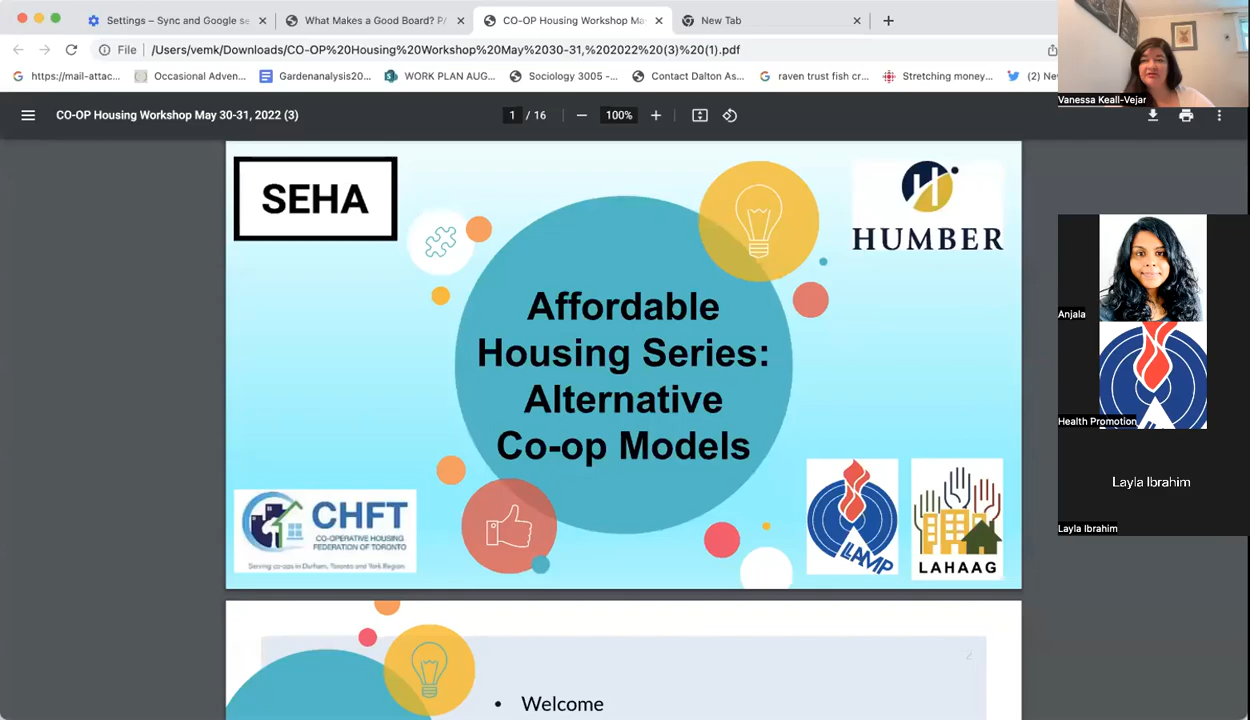 Settings – Sync and Google se
What Makes a Good Board? P/
CO-OP Housing Workshop Ma
New Tab
File
/Users/vemk/Downloads/CO-OP%20Housing%20Workshop%20May%2030-31,%202022%20(3)%20(1).pdf
https://mail-attac...
Occasional Adven...
Gardenanalysis20...
WORK PLAN AUG...
Sociology 3005 -...
Contact Dalton As...
raven trust fish cr...
Stretching money...
(2) Ne
Vanessa Keall-Vejar
CO-OP Housing Workshop May 30-31, 2022 (3)
1 / 16
100%
SEHA
HUMBER
Affordable
Housing Series:
Alternative
Co-op Models
CHFT
CO-OPERATIVE HOUSING
FEDERATION OF TORONTO
Serving co-ops in Durham, Toronto and York Region
LAMP
LAHAAG
2
• Welcome
Anjala
Health Promotion
Layla Ibrahim
Layla Ibrahim